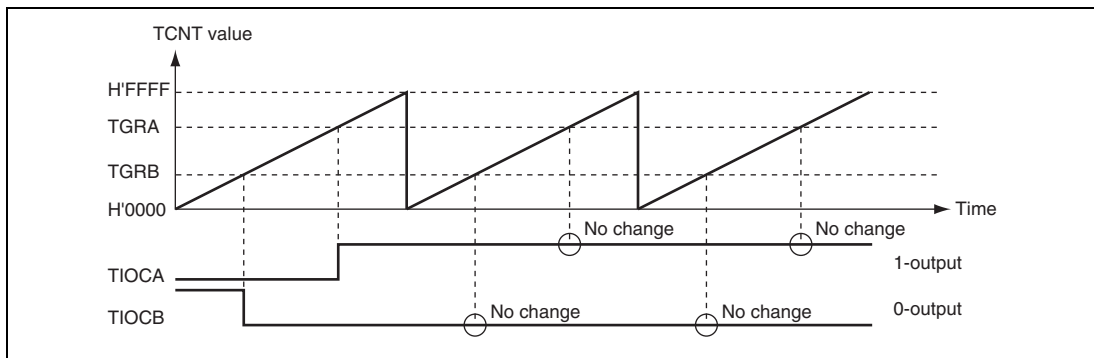 TCNT value
H'FFFF
TGRA
TGRB
H'0000
Time
No change
No change
TIOCA
1-output
No change
No change
TIOCB
0-output